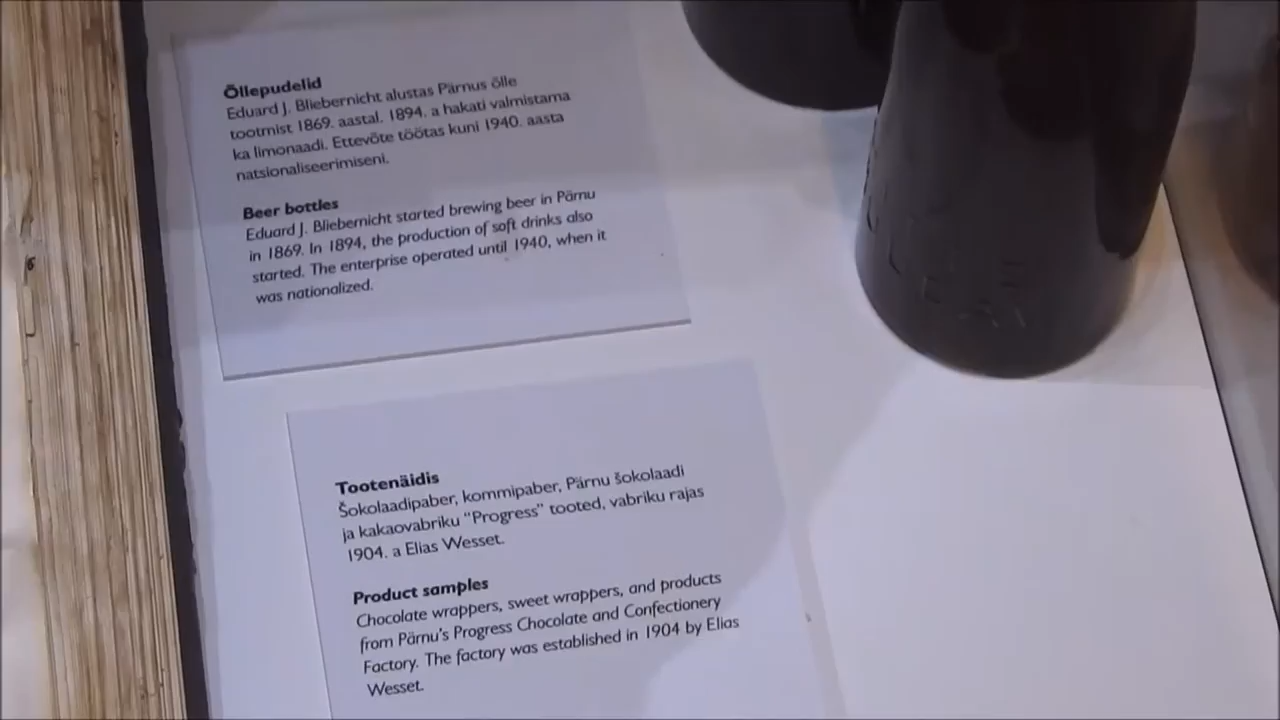 Õllepudelid
Eduard J. Bliebernicht alustas Pärnus õlle
tootmist 1869. aastal. 1894. a hakati valmistama
ka limonaadi. Ettevõte töötas kuni 1940. aasta
natsionaliseerimiseni.
Beer bottles
Eduard J. Bliebernicht started brewing beer in Pärnu
in 1869. In 1894, the production of soft drinks also
started. The enterprise operated until 1940, when it
was nationalized.
Tootenäidis
Šokolaadipaber, kommipaber, Pärnu šokolaadi
ja kakaovabriku “Progress” tooted, vabriku rajas
1904. a Elias Wesset.
Product samples
Chocolate wrappers, sweet wrappers, and products
from Pärnu's Progress Chocolate and Confectionery
Factory. The factory was established in 1904 by Elias
Wesset.